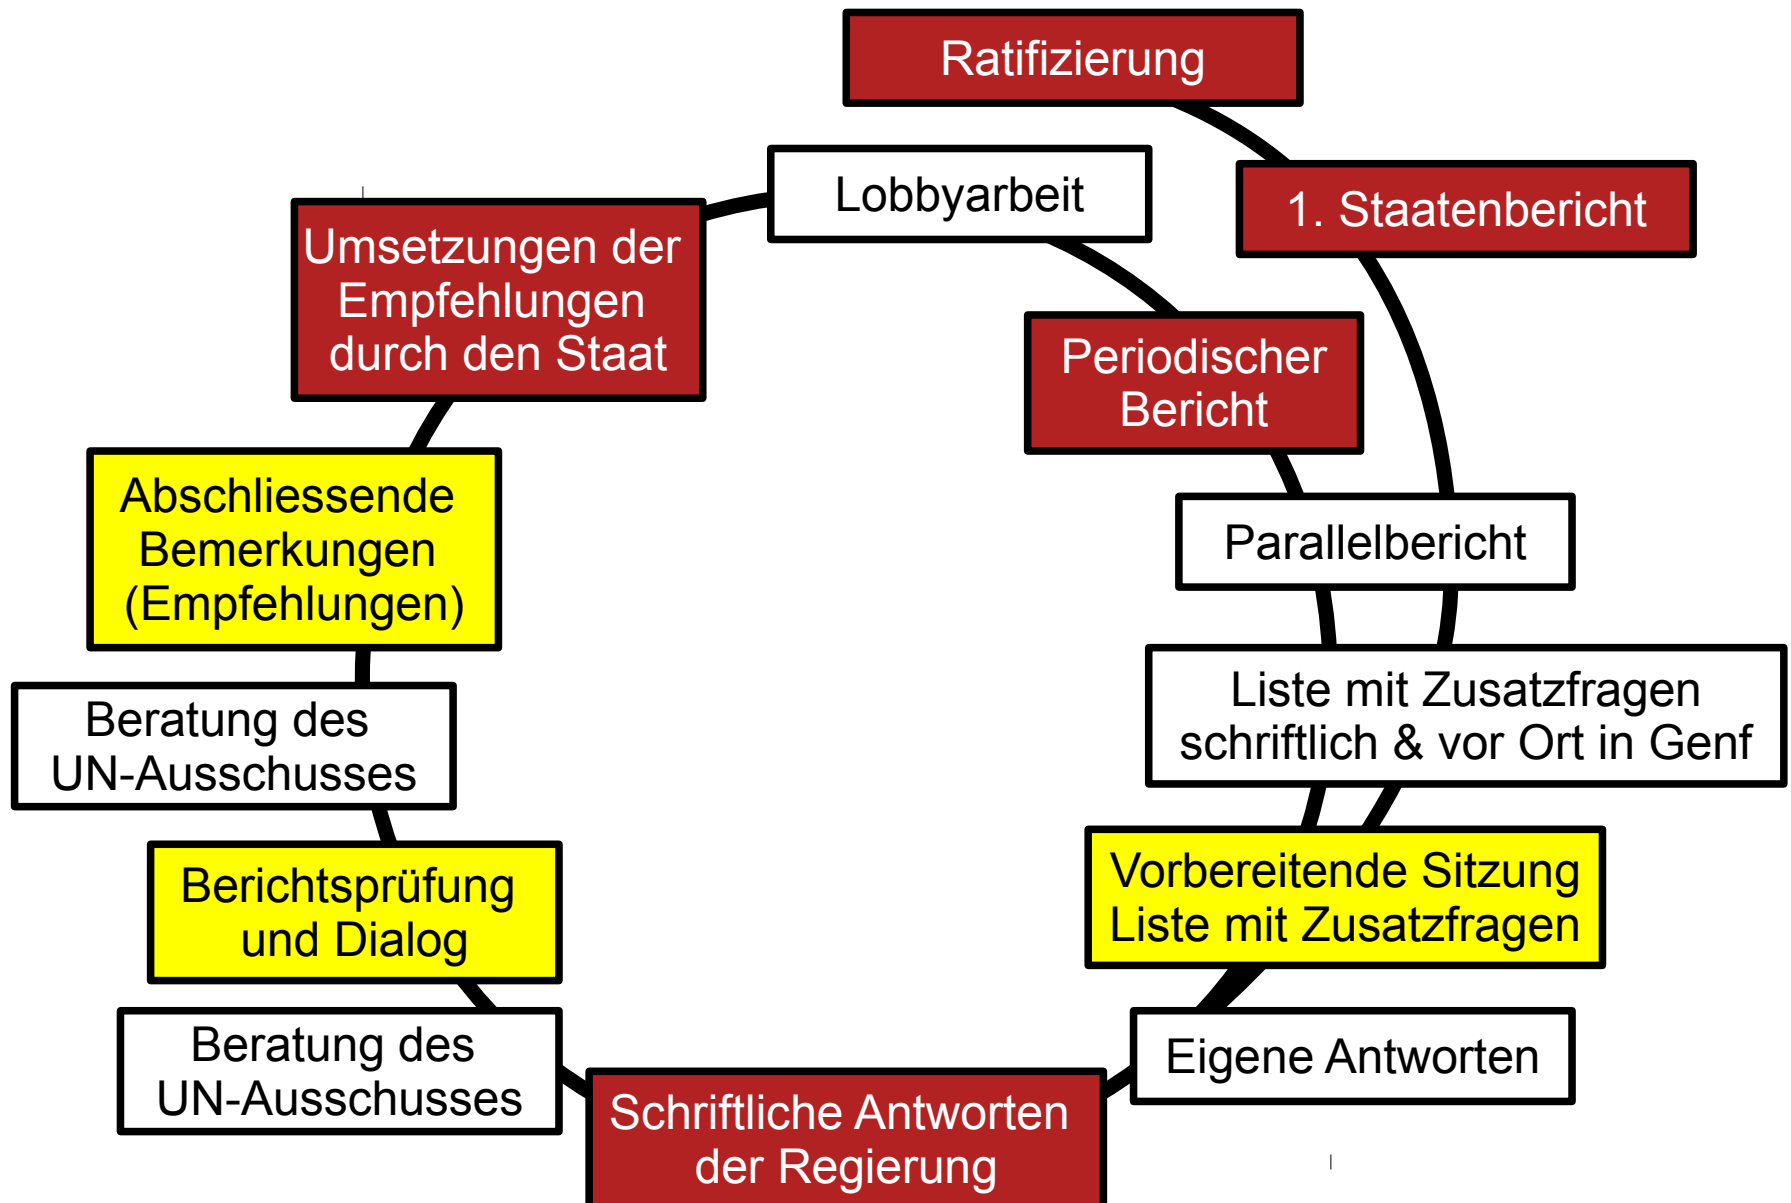 Ratifizierung
Lobbyarbeit
1. Staatenbericht
Umsetzungen der
Empfehlungen
durch den Staat
Periodischer
Bericht
Abschliessende
Bemerkungen
(Empfehlungen)
Parallelbericht
Liste mit Zusatzfragen
schriftlich & vor Ort in Genf
Beratung des
UN-Ausschusses
Vorbereitende Sitzung
Liste mit Zusatzfragen
Berichtsprüfung
und Dialog
Eigene Antworten
Beratung des
UN-Ausschusses
Schriftliche Antworten
der Regierung